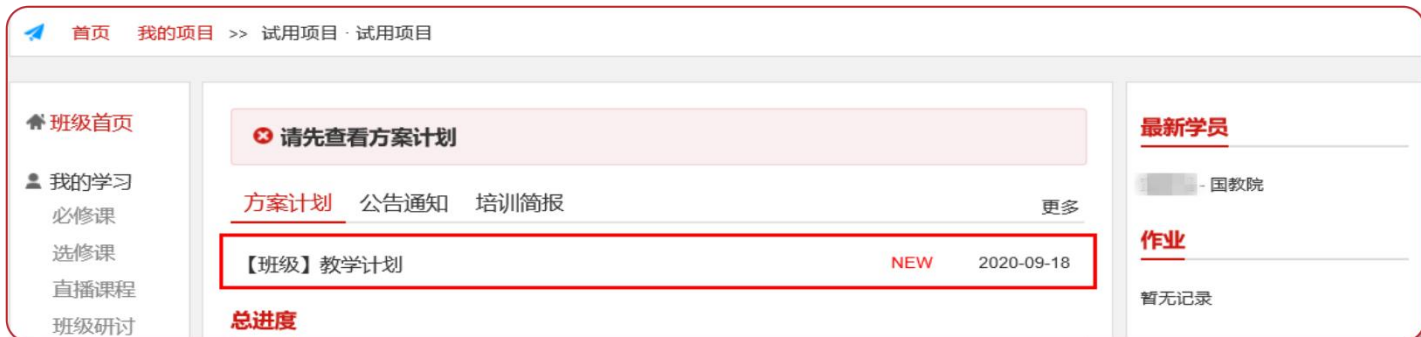 首页 我的项目 >> 试用项目 · 试用项目
班级首页
我的学习
必修课
选修课
直播课程
班级研讨
请先查看方案计划
方案计划 公告通知 培训简报 更多
【班级】教学计划 NEW 2020-09-18
总进度
最新学员
- 国教院
作业
暂无记录